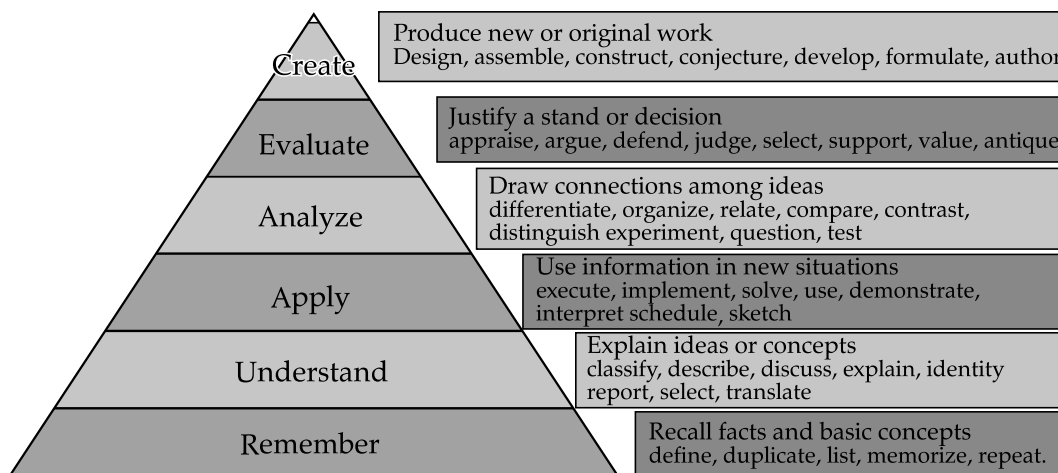 Create
Produce new or original work
Design, assemble, construct, conjecture, develop, formulate, author
Evaluate
Justify a stand or decision
appraise, argue, defend, judge, select, support, value, antique
Analyze
Draw connections among ideas
differentiate, organize, relate, compare, contrast,
distinguish experiment, question, test
Apply
Use information in new situations
execute, implement, solve, use, demonstrate,
interpret schedule, sketch
Understand
Explain ideas or concepts
classify, describe, discuss, explain, identity
report, select, translate
Remember
Recall facts and basic concepts
define, duplicate, list, memorize, repeat.